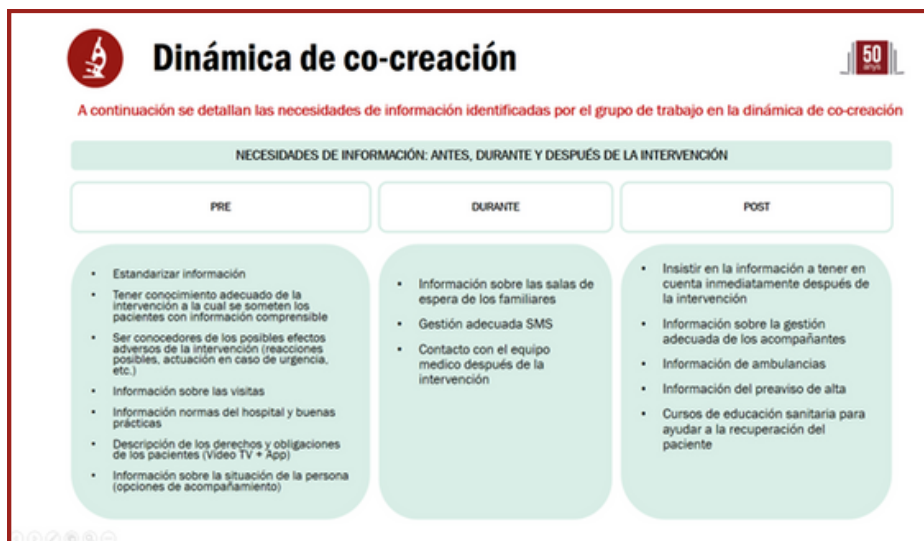 Dinámica de co-creación
50
anys
A continuación se detallan las necesidades de información identificadas por el grupo de trabajo en la dinámica de co-creación
NECESIDADES DE INFORMACIÓN: ANTES, DURANTE Y DESPUÉS DE LA INTERVENCIÓN
PRE
• Estandarizar información
• Tener conocimiento adecuado de la
intervención a la cual se someten los
pacientes con información comprensible
• Ser conocedores de los posibles efectos
adversos de la intervención (reacciones
posibles, actuación en caso de urgencia,
etc.)
• Información sobre las visitas
• Información normas del hospital y buenas
prácticas
• Descripción de los derechos y obligaciones
de los pacientes (Video TV + App)
• Información sobre la situación de la persona
(opciones de acompañamiento)
DURANTE
• Información sobre las salas de
espera de los familiares
• Gestión adecuada SMS
• Contacto con el equipo
medico después de la
intervención
POST
• Insistir en la información a tener en
cuenta inmediatamente después de
la intervención
• Información sobre la gestión
adecuada de los acompañantes
• Información de ambulancias
• Información del preaviso de alta
• Cursos de educación sanitaria para
ayudar a la recuperación del
paciente